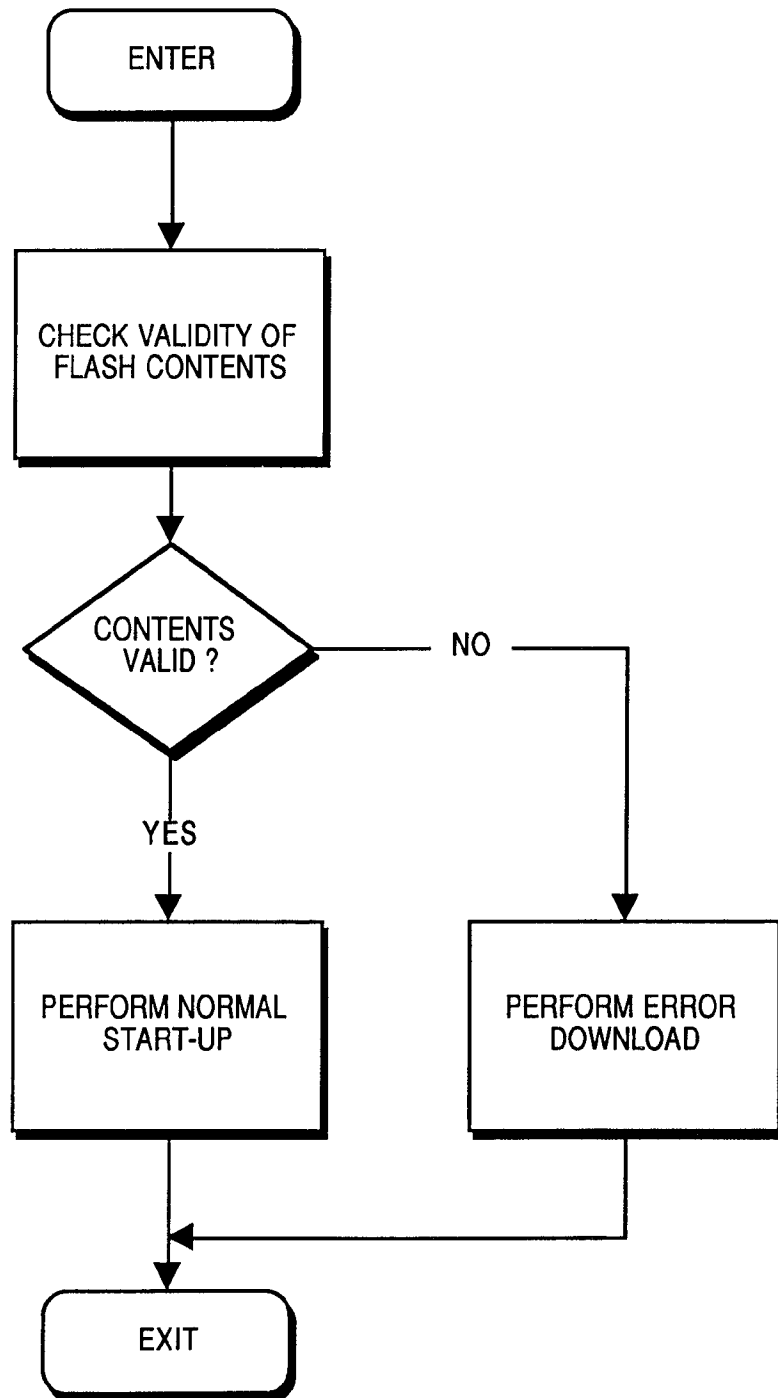 ENTER
CHECK VALIDITY OF
FLASH CONTENTS
CONTENTS
VALID ?
NO
YES
PERFORM NORMAL
START-UP
PERFORM ERROR
DOWNLOAD
EXIT